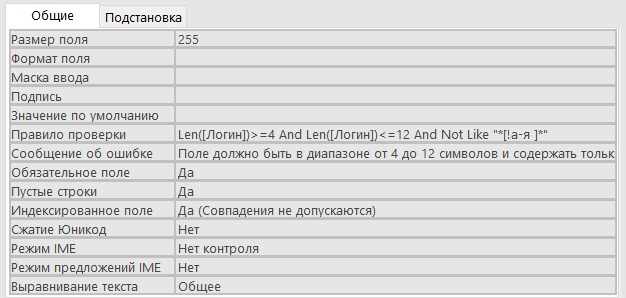 Общие Подстановка
Размер поля 255
Формат поля
Маска ввода
Подпись
Значение по умолчанию
Правило проверки Len([Логин])>=4 And Len([Логин])<=12 And Not Like "*[!а-я ]*"
Сообщение об ошибке Поле должно быть в диапазоне от 4 до 12 символов и содержать тольк
Обязательное поле Да
Пустые строки Да
Индексированное поле Да (Совпадения не допускаются)
Сжатие Юникод Нет
Режим IME Нет контроля
Режим предложений IME Нет
Выравнивание текста Общее